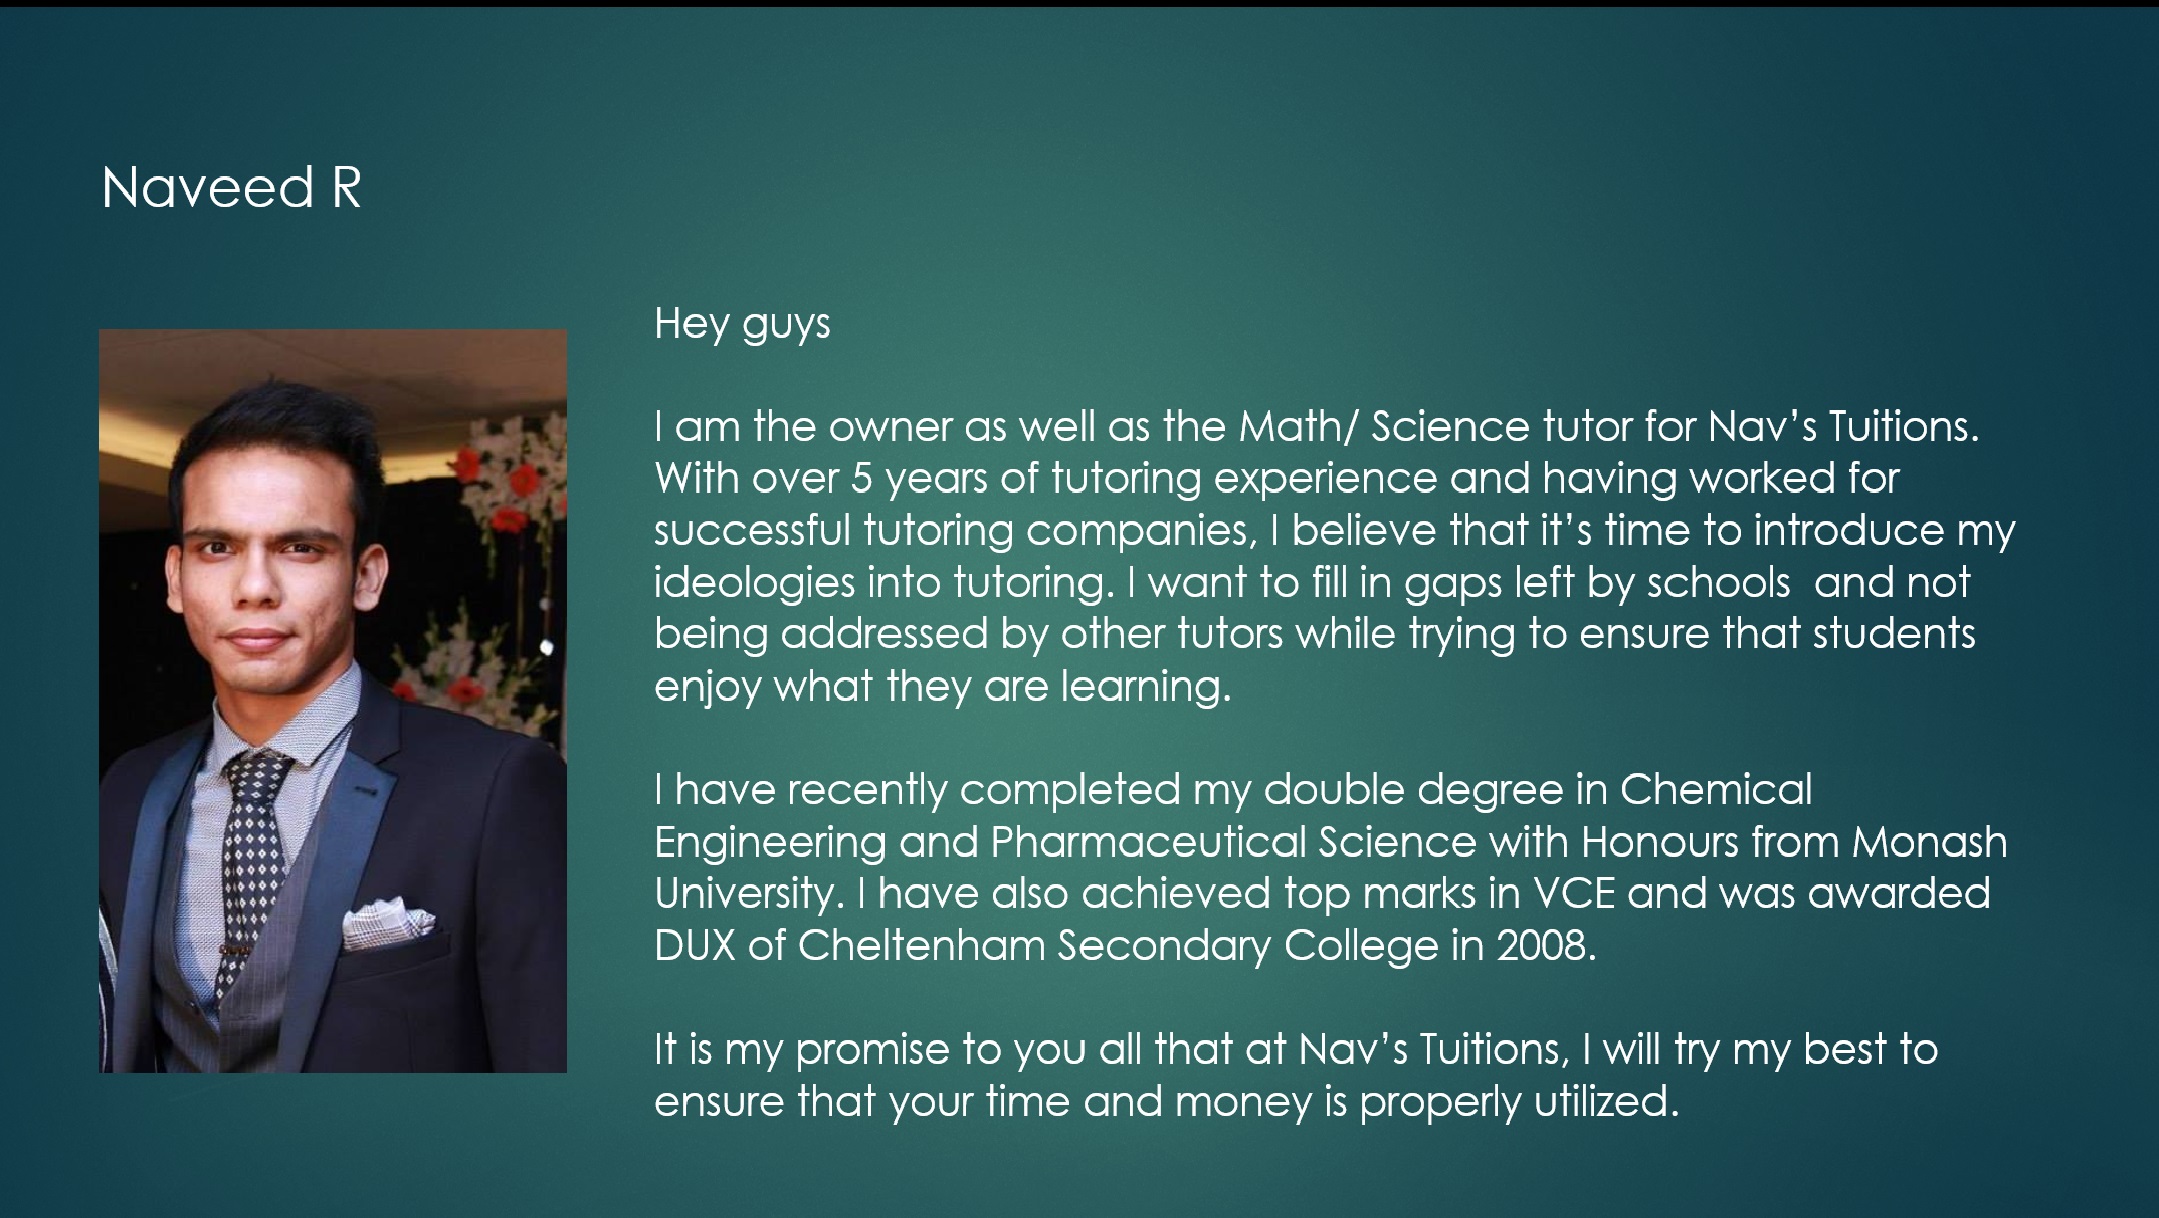 Naveed R
Hey guys
I am the owner as well as the Math/ Science tutor for Nav’s Tuitions.
With over 5 years of tutoring experience and having worked for
successful tutoring companies, I believe that it’s time to introduce my
ideologies into tutoring. I want to fill in gaps left by schools  and not
being addressed by other tutors while trying to ensure that students
enjoy what they are learning.
I have recently completed my double degree in Chemical
Engineering and Pharmaceutical Science with Honours from Monash
University. I have also achieved top marks in VCE and was awarded
DUX of Cheltenham Secondary College in 2008.
It is my promise to you all that at Nav’s Tuitions, I will try my best to
ensure that your time and money is properly utilized.